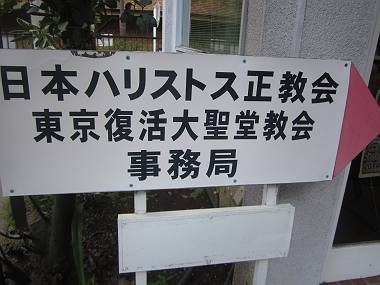 日本ハリストス正教会
東京復活大聖堂教会
事務局